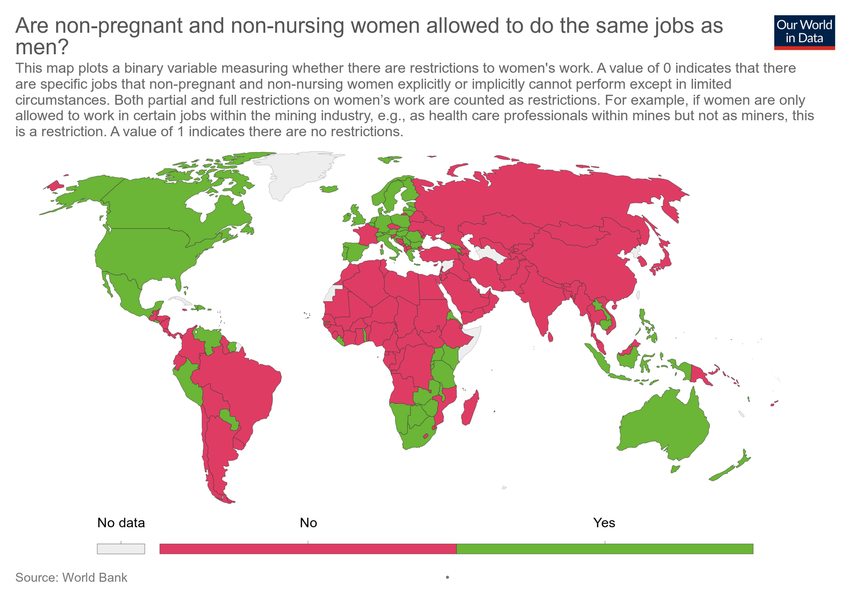 Are non-pregnant and non-nursing women allowed to do the same jobs as
men?
Our World
in Data
This map plots a binary variable measuring whether there are restrictions to women's work. A value of 0 indicates that there
are specific jobs that non-pregnant and non-nursing women explicitly or implicitly cannot perform except in limited
circumstances. Both partial and full restrictions on women’s work are counted as restrictions. For example, if women are only
allowed to work in certain jobs within the mining industry, e.g., as health care professionals within mines but not as miners, this
is a restriction. A value of 1 indicates there are no restrictions.
No data
No
Yes
Source: World Bank
•